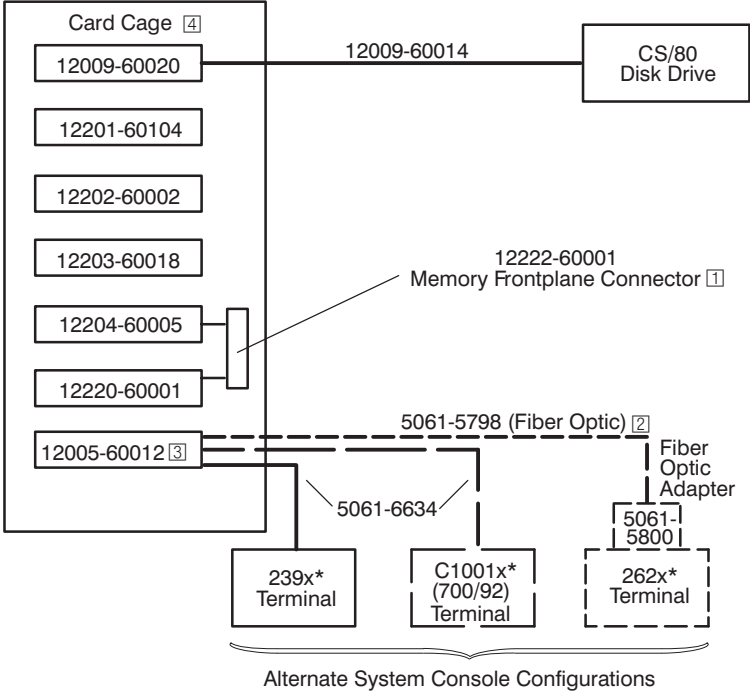 Card Cage 4
12009-60020
12009-60014
CS/80
Disk Drive
12201-60104
12202-60002
12203-60018
12222-60001
Memory Frontplane Connector 1
12204-60005
12220-60001
5061-5798 (Fiber Optic) 2
12005-60012 3
Fiber
Optic
Adapter
5061-6634
5061-
5800
239x*
Terminal
C1001x*
(700/92)
Terminal
262x*
Terminal
Alternate System Console Configurations